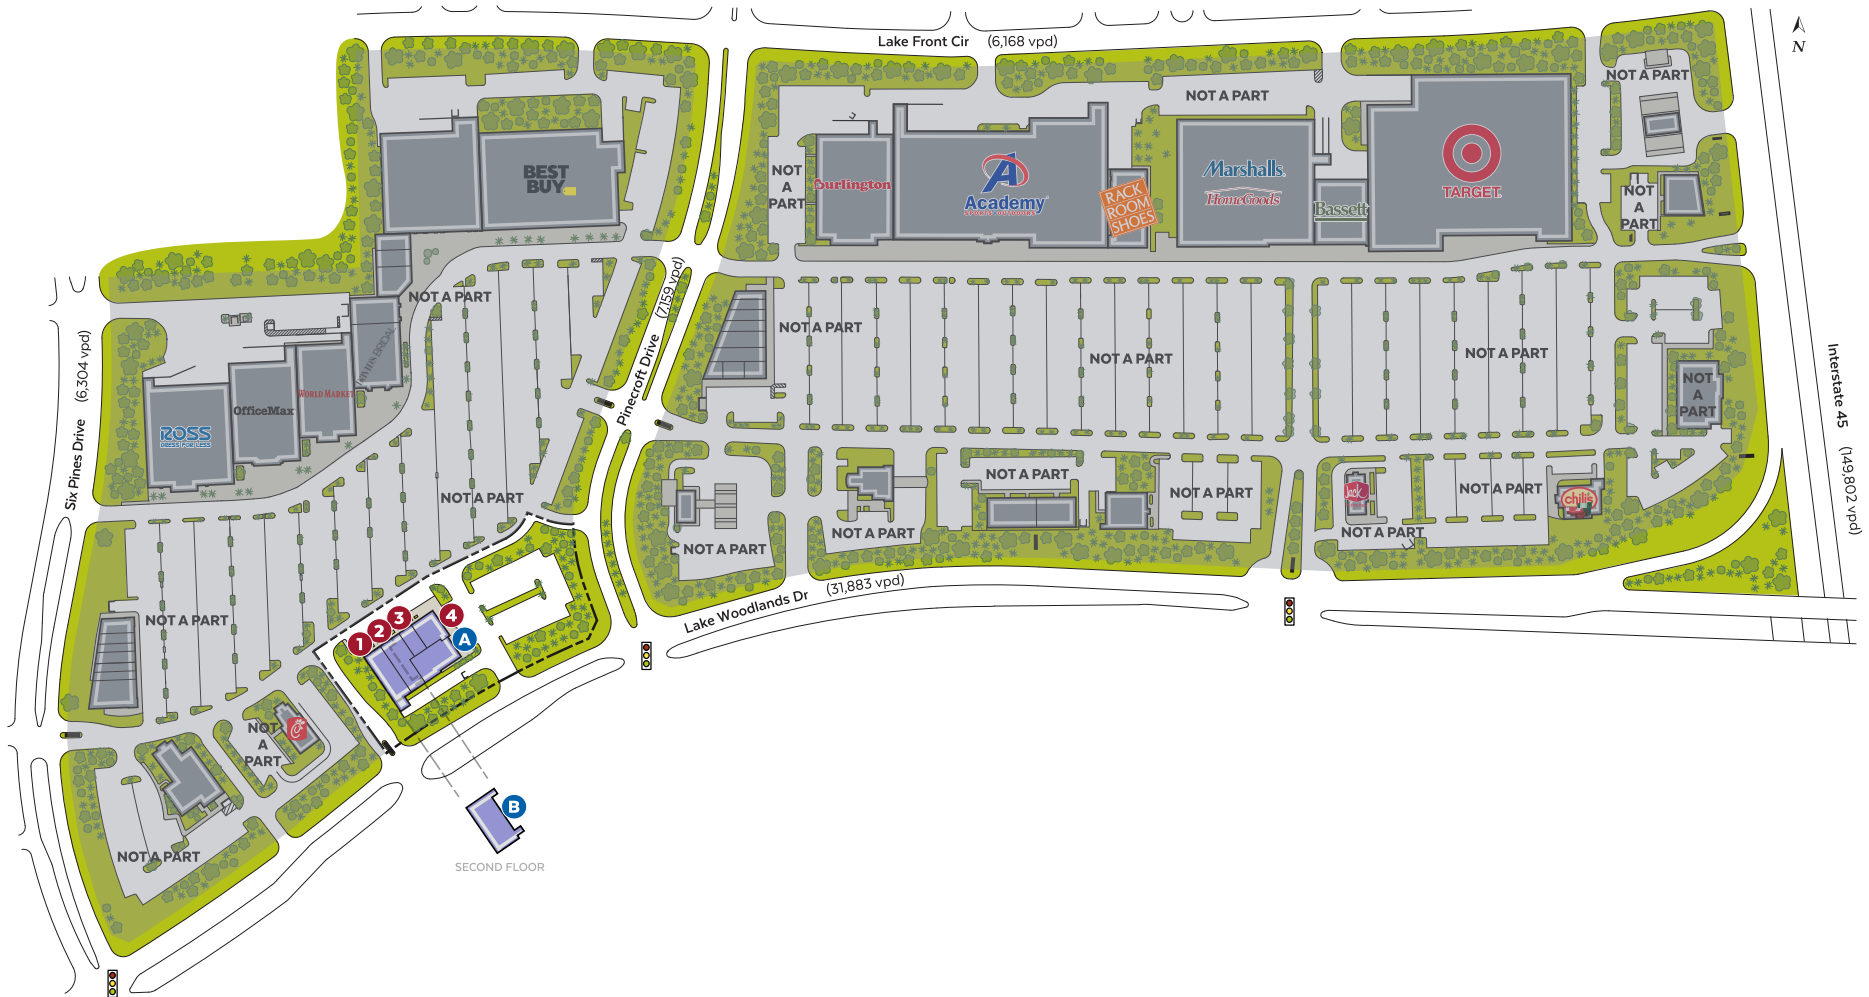 Lake Front Cir (6,168 vpd)
N
NOT A PART
NOT A PART
BEST
BUY
NOT
A
PART
Burlington
Academy
SPORTS+OUTDOORS
RACK
ROOM
SHOES
Marshalls.
HomeGoods
Bassett
TARGET
NOT
A
PART
NOT A PART
Pinecroft Drive (7,159 vpd)
NOT A PART
NOT A PART
NOT A PART
Interstate 45 (149,802 vpd)
Six Pines Drive (6,304 vpd)
BRIDAL
WORLD MARKET
OfficeMax
ROSS
DRESS FOR LESS
NOT
A
PART
NOT A PART
NOT A PART
NOT A PART
NOT A PART
Jack
chili's
NOT A PART
NOT A PART
NOT A PART
Lake Woodlands Dr (31,883 vpd)
NOT A PART
1
2
3
4
A
NOT
A
PART
C
B
NOT A PART
SECOND FLOOR